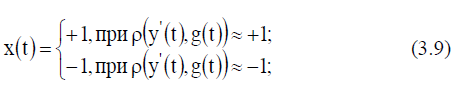 x(t) = { +1, при ρ(y'(t), g(t)) ≈ +1;
−1, при ρ(y'(t), g(t)) ≈ −1; (3.9)